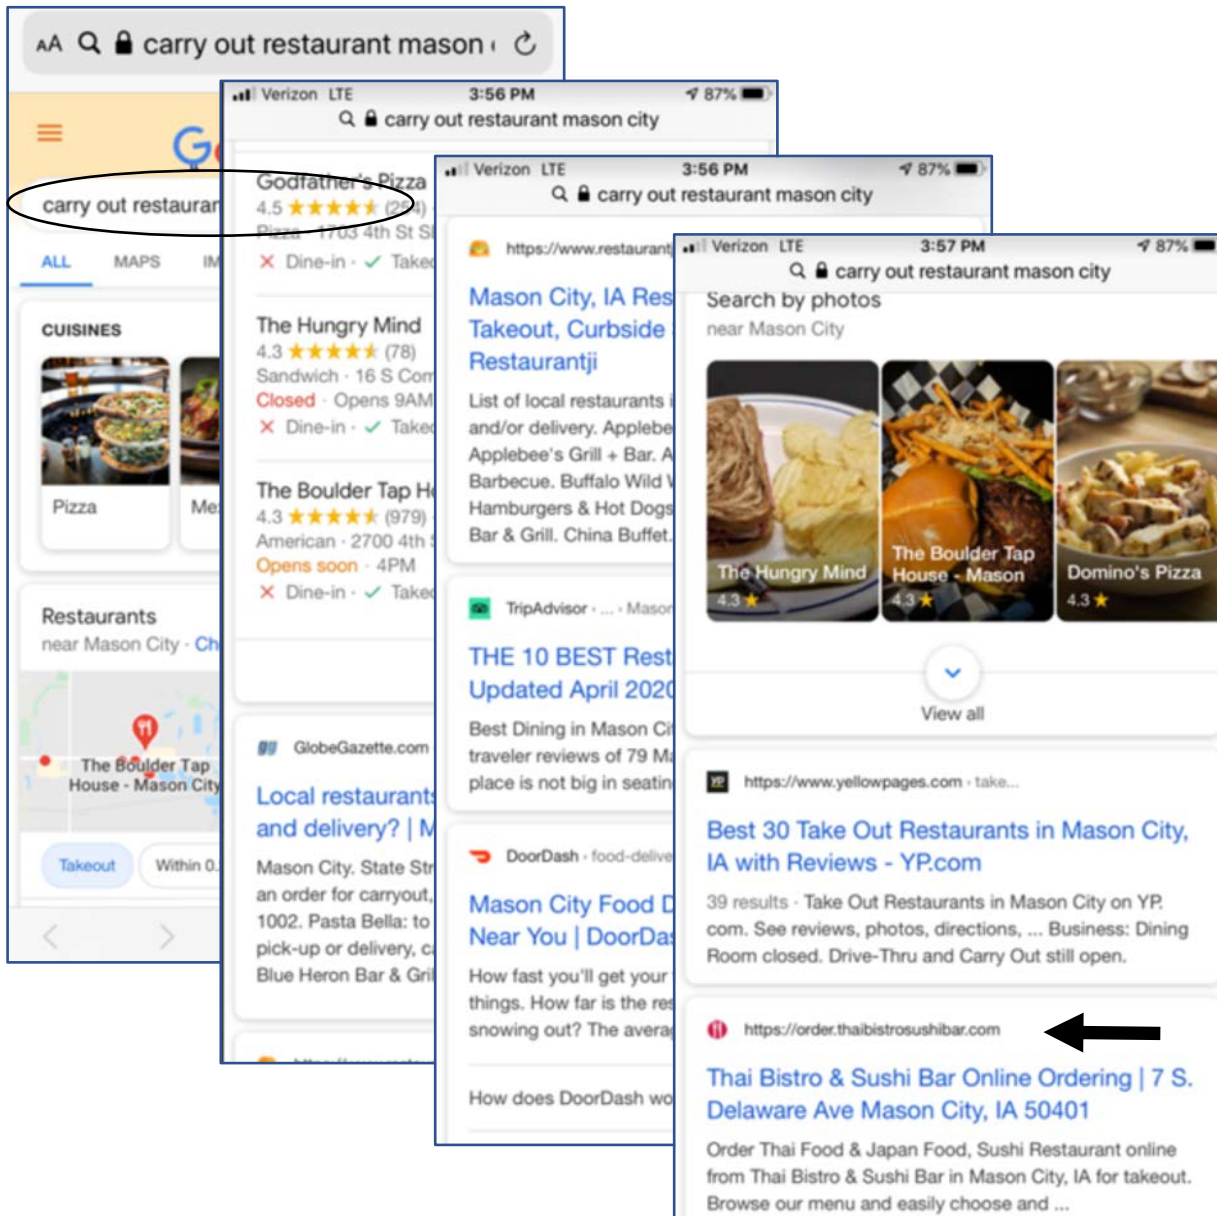 AA carry out restaurant mason
carry out restauran
ALL MAPS IM
CUISINES
Pizza
Restaurants
near Mason City · Ch
The Boulder Tap
House - Mason City
Takeout Within 0.
Verizon LTE 3:56 PM 87%
carry out restaurant mason city
Godfather's Pizza
4.5 (254)
Pizza · 1703 4th St S
Dine-in ·
The Hungry Mind
4.3 (78)
Sandwich · 16 S Com
Closed · Opens 9AM
Dine-in ·
The Boulder Tap H
4.3 (979)
American · 2700 4th
Opens soon · 4PM
Dine-in ·
GlobeGazette.com
Local restaurants
and delivery? | M
Mason City. State Str
an order for carryout,
1002. Pasta Bella: to
pick-up or delivery, ca
Blue Heron Bar & Gril
Verizon LTE 3:56 PM 87%
carry out restaurant mason city
https://www.restaurantj
Mason City, IA Res
Takeout, Curbside
Restaurantji
List of local restaurants i
and/or delivery. Applebe
Applebee's Grill + Bar. A
Barbecue. Buffalo Wild
Hamburgers & Hot Dogs
Bar & Grill. China Buffet.
TripAdvisor · ... · Mason
THE 10 BEST Rest
Updated April 2020
Best Dining in Mason Cit
traveler reviews of 79 Ma
place is not big in seatin
DoorDash · food-delive
Mason City Food D
Near You | DoorDas
How fast you'll get your
things. How far is the res
snowing out? The averag
How does DoorDash wo
Verizon LTE 3:57 PM 87%
carry out restaurant mason city
Search by photos
near Mason City
The Hungry Mind
4.3
The Boulder Tap
House - Mason
4.3
Domino's Pizza
4.3
View all
YP https://www.yellowpages.com › take...
Best 30 Take Out Restaurants in Mason City,
IA with Reviews - YP.com
39 results · Take Out Restaurants in Mason City on YP.
com. See reviews, photos, directions, ... Business: Dining
Room closed. Drive-Thru and Carry Out still open.
https://order.thaibistrosushibar.com
Thai Bistro & Sushi Bar Online Ordering | 7 S.
Delaware Ave Mason City, IA 50401
Order Thai Food & Japan Food, Sushi Restaurant online
from Thai Bistro & Sushi Bar in Mason City, IA for takeout.
Browse our menu and easily choose and ...